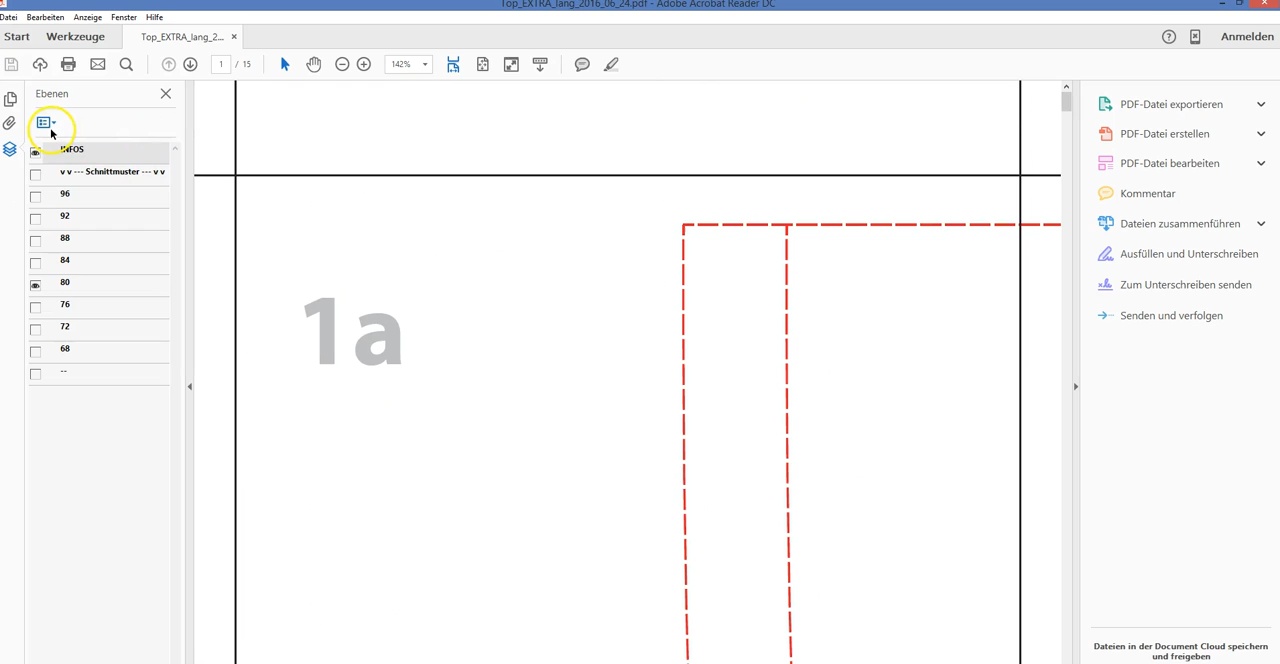 Top_EXTRA_lang_2016_06_24.pdf - Adobe Acrobat Reader DC
Datei Bearbeiten Anzeige Fenster Hilfe
Start Werkzeuge Top_EXTRA_lang_2... × ? Anmelden
1 / 15 142%
Ebenen
INFOS
v v --- Schnittmuster --- v v
96
92
88
84
80
76
72
68
--
1a
PDF-Datei exportieren
PDF-Datei erstellen
PDF-Datei bearbeiten
Kommentar
Dateien zusammenführen
Ausfüllen und Unterschreiben
Zum Unterschreiben senden
Senden und verfolgen
Dateien in der Document Cloud speichern
und freigeben